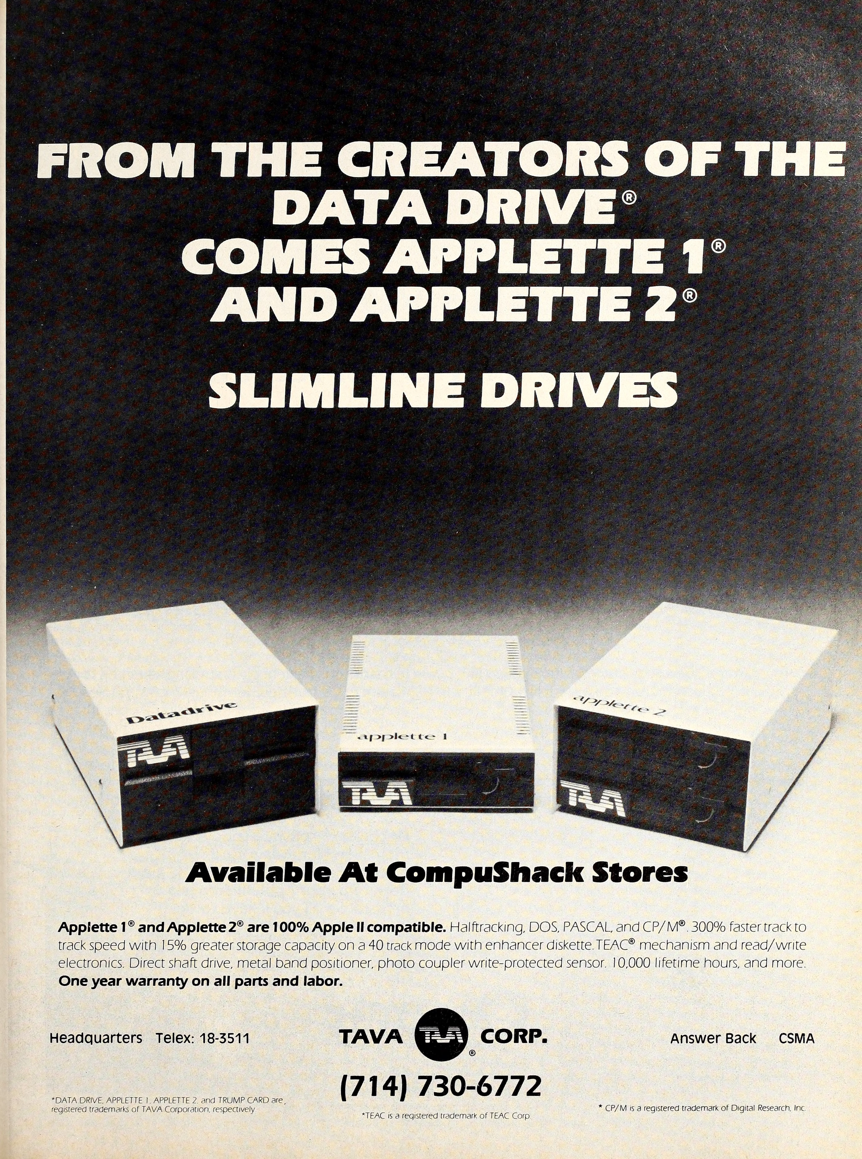 FROM THE CREATORS OF THE
DATA DRIVE®
COMES APPLETTE 1®
AND APPLETTE 2®
SLIMLINE DRIVES
Datadrive
TAVA
applette 1
TAVA
applette 2
TAVA
Available At CompuShack Stores
Applette 1® and Applette 2® are 100% Apple II compatible. Halftracking, DOS, PASCAL, and CP/M®. 300% faster track to
track speed with 15% greater storage capacity on a 40 track mode with enhancer diskette. TEAC® mechanism and read/write
electronics. Direct shaft drive, metal band positioner, photo coupler write-protected sensor. 10,000 lifetime hours, and more.
One year warranty on all parts and labor.
Headquarters Telex: 18-3511
TAVA TAVA® CORP.
Answer Back CSMA
(714) 730-6772
*DATA DRIVE, APPLETTE 1, APPLETTE 2 and TRUMP CARD are
registered trademarks of TAVA Corporation, respectively
*TEAC is a registered trademark of TEAC Corp.
* CP/M is a registered trademark of Digital Research, Inc.